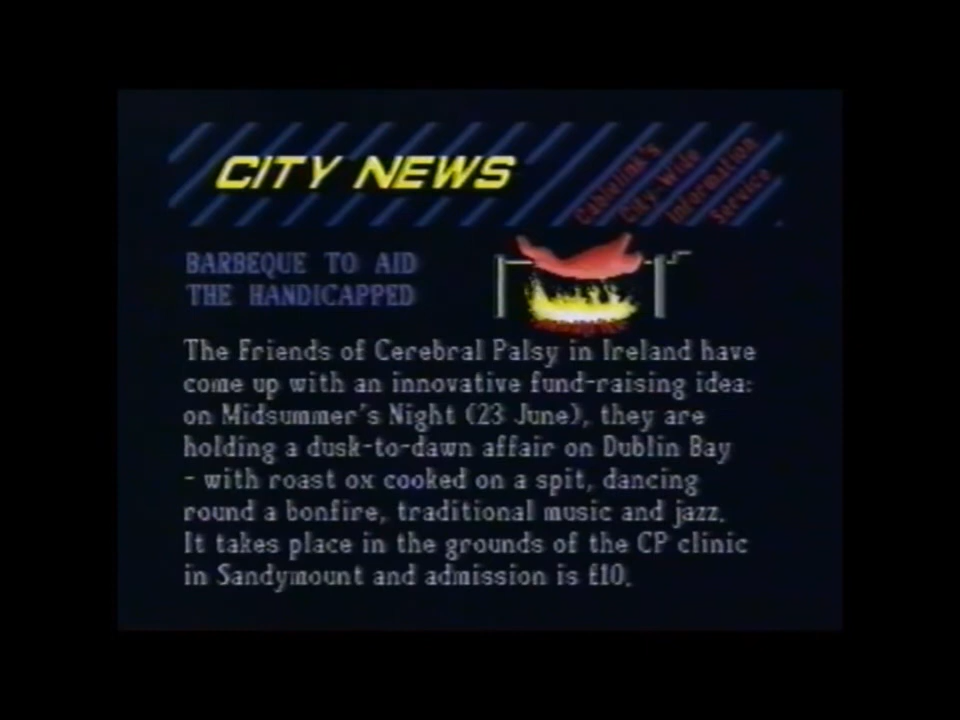 CITY NEWS
Cablelink's
City-Wide
Information
Service
BARBEQUE TO AID
THE HANDICAPPED
The Friends of Cerebral Palsy in Ireland have
come up with an innovative fund-raising idea:
on Midsummer's Night (23 June), they are
holding a dusk-to-dawn affair on Dublin Bay
- with roast ox cooked on a spit, dancing
round a bonfire, traditional music and jazz.
It takes place in the grounds of the CP clinic
in Sandymount and admission is £10.